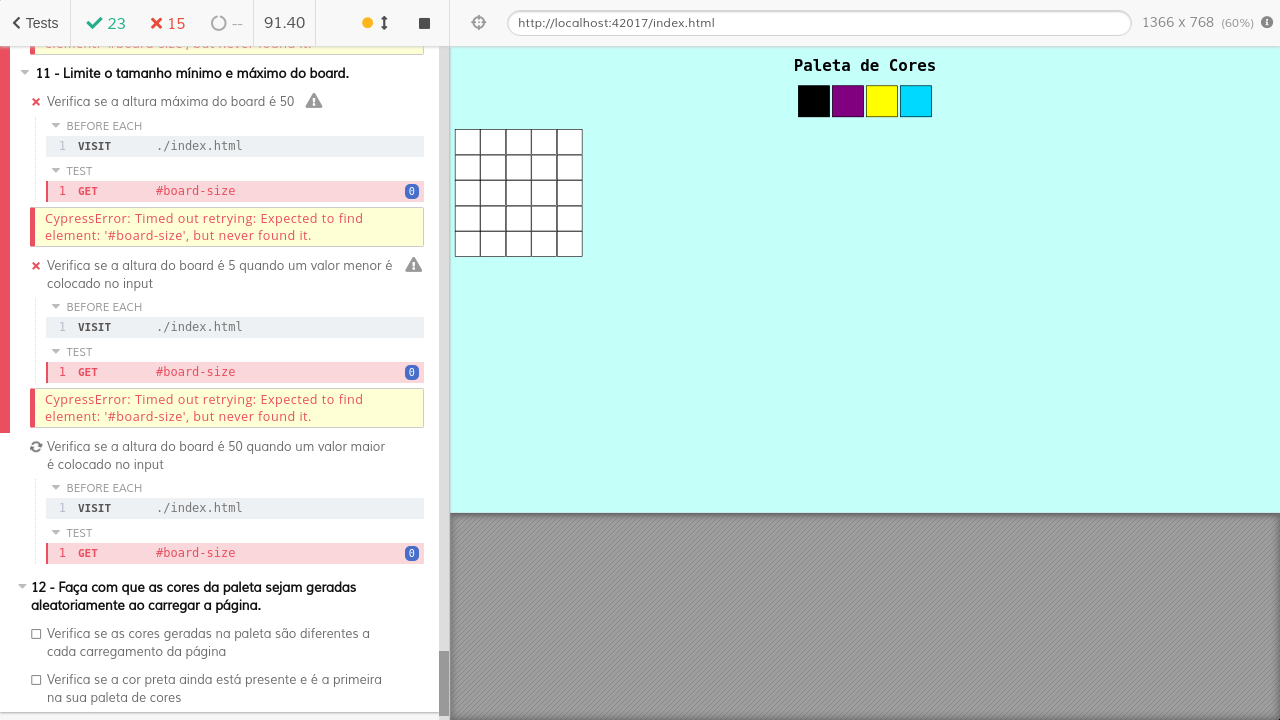 Tests
23
15
--
91.40
http://localhost:42017/index.html
1366 x 768 (60%)
element: '#board-size', but never found it.
11 - Limite o tamanho mínimo e máximo do board.
Verifica se a altura máxima do board é 50
BEFORE EACH
1 VISIT ./index.html
TEST
1 GET #board-size 0
CypressError: Timed out retrying: Expected to find
element: '#board-size', but never found it.
Verifica se a altura do board é 5 quando um valor menor é
colocado no input
BEFORE EACH
1 VISIT ./index.html
TEST
1 GET #board-size 0
CypressError: Timed out retrying: Expected to find
element: '#board-size', but never found it.
Verifica se a altura do board é 50 quando um valor maior
é colocado no input
BEFORE EACH
1 VISIT ./index.html
TEST
1 GET #board-size 0
12 - Faça com que as cores da paleta sejam geradas
aleatoriamente ao carregar a página.
Verifica se as cores geradas na paleta são diferentes a
cada carregamento da página
Verifica se a cor preta ainda está presente e é a primeira
na sua paleta de cores
Paleta de Cores